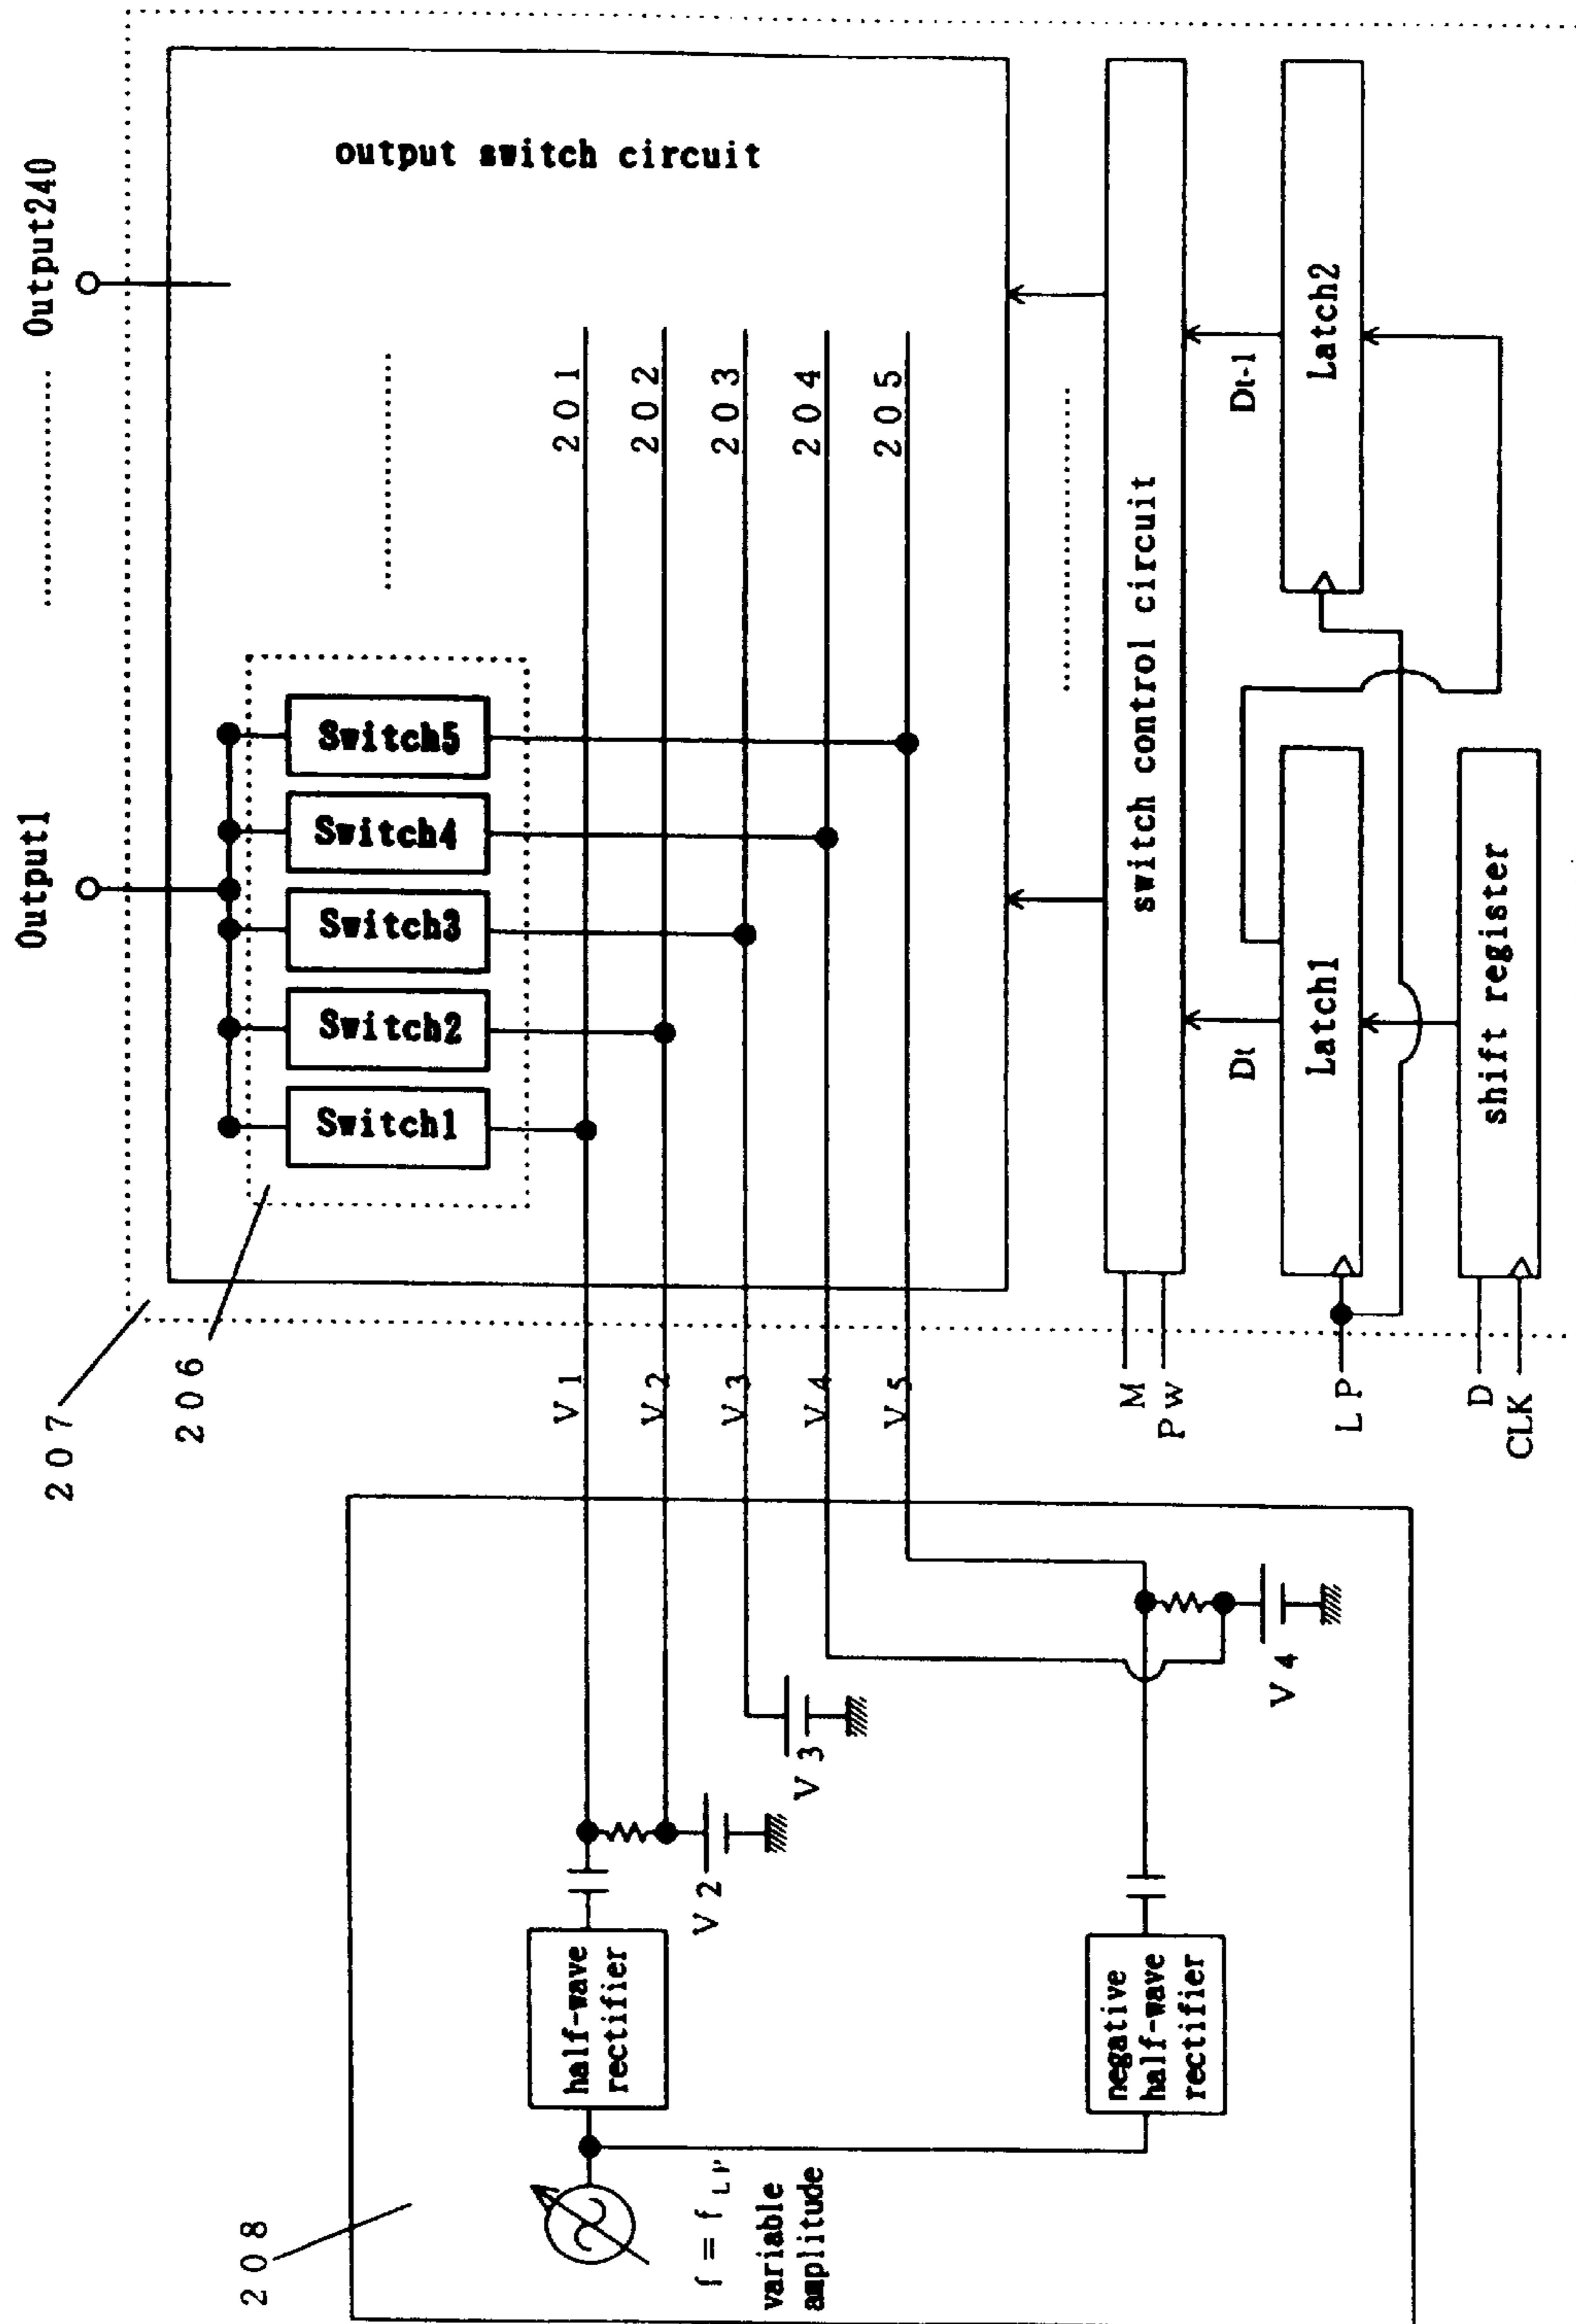 Output1 ............... Output240
207
206
output switch circuit
Switch1
Switch2
Switch3
Switch4
Switch5
V1 201
V2 202
V3 203
V4 204
V5 205
switch control circuit
M
Pw
Dt
Dt-1
Latch1
Latch2
LP
shift register
D
CLK
208
half-wave
rectifier
V2
V3
f = fLP
variable
amplitude
negative
half-wave
rectifier
V4